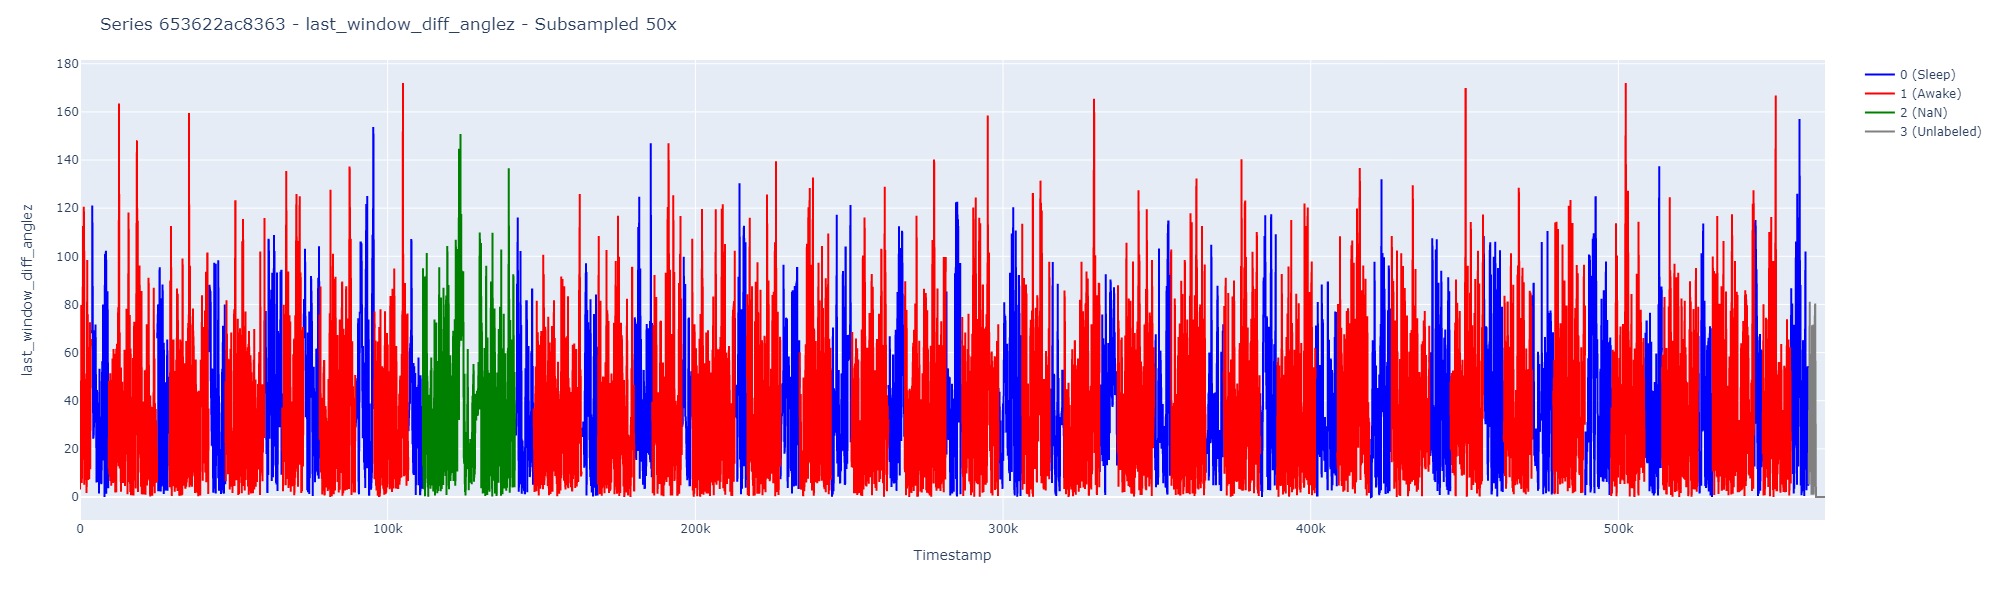 Series 653622ac8363 - last_window_diff_anglez - Subsampled 50x
180
160
140
120
100
80
60
40
20
0
last_window_diff_anglez
0 100k 200k 300k 400k 500k
Timestamp
0 (Sleep)
1 (Awake)
2 (NaN)
3 (Unlabeled)